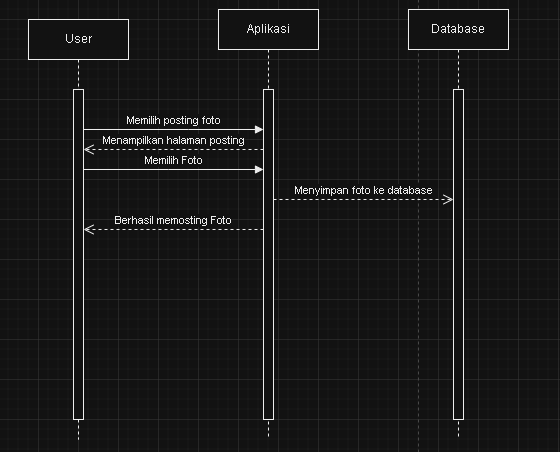 User
Aplikasi
Database
Memilih posting foto
Menampilkan halaman posting
Memilih Foto
Menyimpan foto ke database
Berhasil memosting Foto